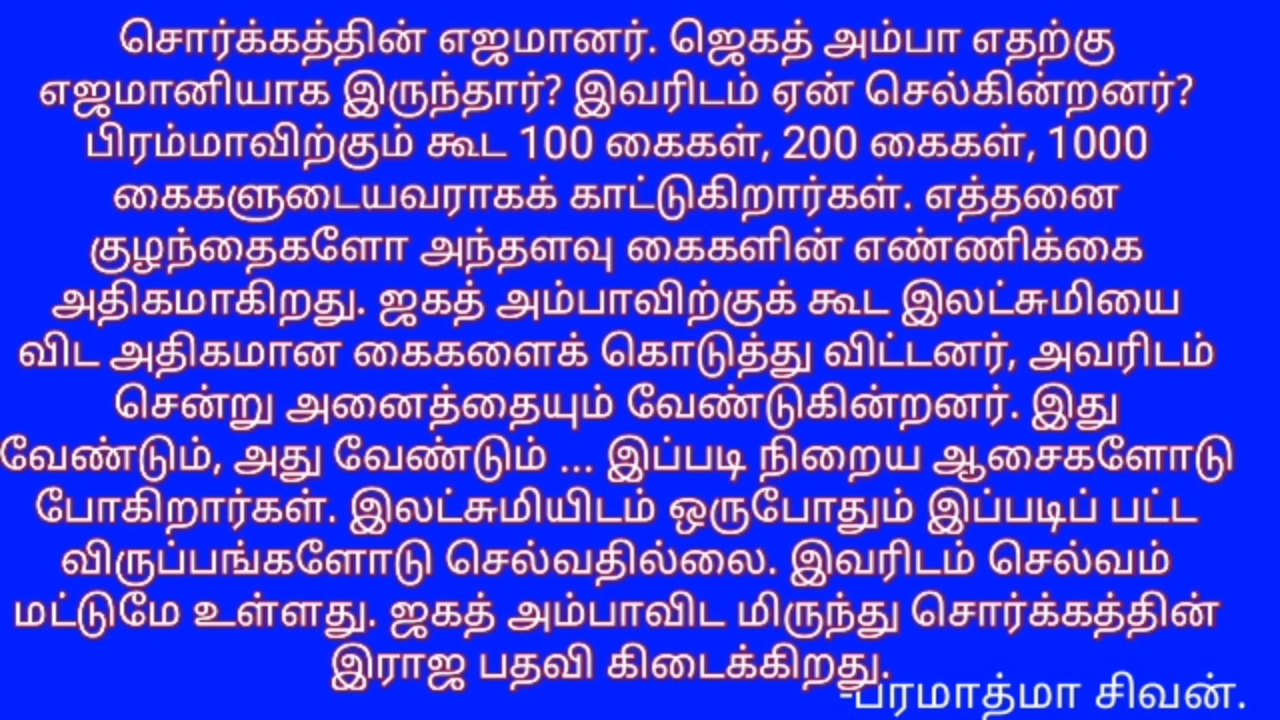 சொர்க்கத்தின் எஜமானர். ஜெகத் அம்பா எதற்கு
எஜமானியாக இருந்தார்? இவரிடம் ஏன் செல்கின்றனர்?
பிரம்மாவிற்கும் கூட 100 கைகள், 200 கைகள், 1000
கைகளுடையவராகக் காட்டுகிறார்கள். எத்தனை
குழந்தைகளோ அந்தளவு கைகளின் எண்ணிக்கை
அதிகமாகிறது. ஜகத் அம்பாவிற்குக் கூட இலட்சுமியை
விட அதிகமான கைகளைக் கொடுத்து விட்டனர், அவரிடம்
சென்று அனைத்தையும் வேண்டுகின்றனர். இது
வேண்டும், அது வேண்டும் ... இப்படி நிறைய ஆசைகளோடு
போகிறார்கள். இலட்சுமியிடம் ஒருபோதும் இப்படிப் பட்ட
விருப்பங்களோடு செல்வதில்லை. இவரிடம் செல்வம்
மட்டுமே உள்ளது. ஜகத் அம்பாவிட மிருந்து சொர்க்கத்தின்
இராஜ பதவி கிடைக்கிறது.
-பரமாத்மா சிவன்.